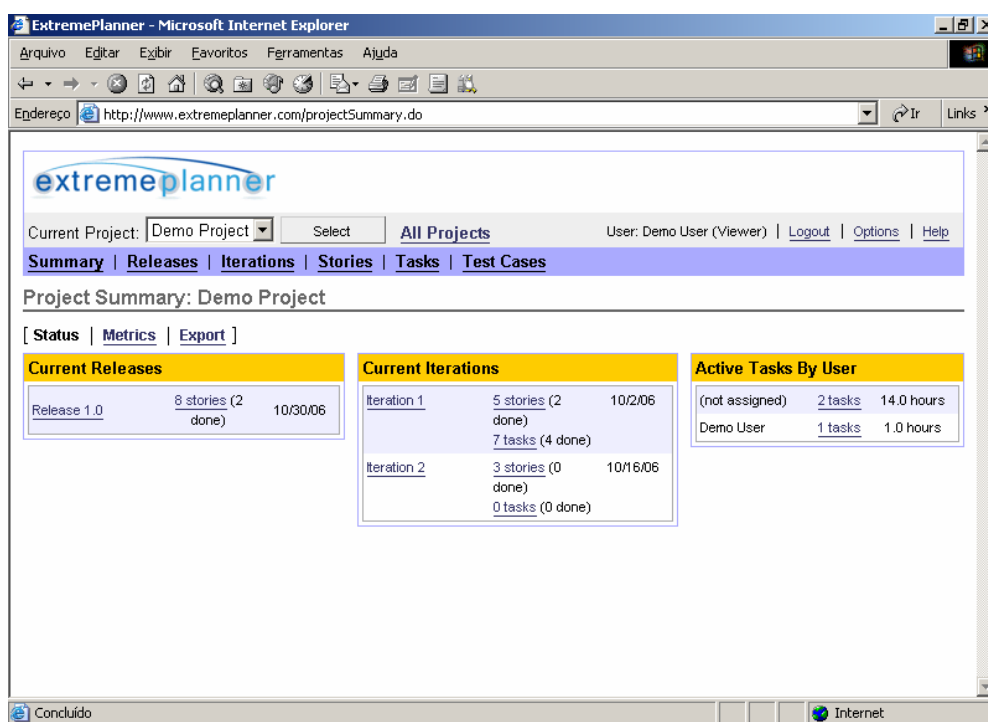 ExtremePlanner - Microsoft Internet Explorer
Arquivo Editar Exibir Favoritos Ferramentas Ajuda
Endereço http://www.extremeplanner.com/projectSummary.do Ir Links
extremeplanner
Current Project: Demo Project Select All Projects User: Demo User (Viewer) | Logout | Options | Help
Summary | Releases | Iterations | Stories | Tasks | Test Cases
Project Summary: Demo Project
[ Status | Metrics | Export ]
Current Releases
Release 1.0 8 stories (2 10/30/06
done)
Current Iterations
Iteration 1 5 stories (2 10/2/06
done)
7 tasks (4 done)
Iteration 2 3 stories (0 10/16/06
done)
0 tasks (0 done)
Active Tasks By User
(not assigned) 2 tasks 14.0 hours
Demo User 1 tasks 1.0 hours
Concluído Internet